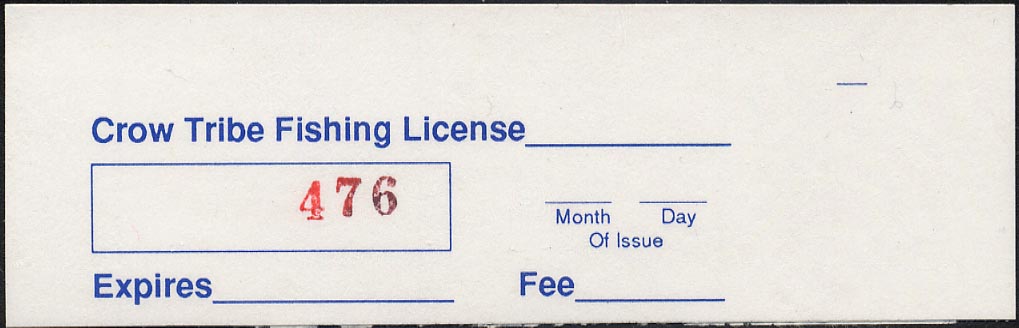 Crow Tribe Fishing License
476
Month Day
Of Issue
Expires Fee